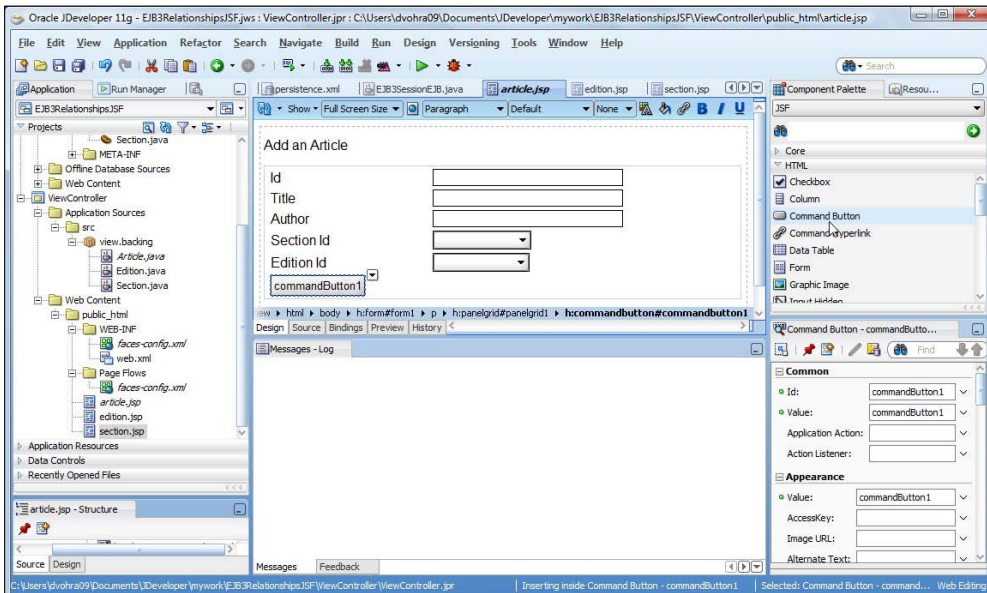 Oracle JDeveloper 11g - EJB3RelationshipsJSF.jws : ViewController.jpr : C:\Users\dvohra09\Documents\JDeveloper\mywork\EJB3RelationshipsJSF\ViewController\public_html\article.jsp
File Edit View Application Refactor Search Navigate Build Run Design Versioning Tools Window Help
Search
Application Run Manager
EJB3RelationshipsJSF
Projects
Section.java
META-INF
Offline Database Sources
Web Content
ViewController
Application Sources
src
view.backing
Article.java
Edition.java
Section.java
Web Content
public_html
WEB-INF
faces-config.xml
web.xml
Page Flows
faces-config.xml
article.jsp
edition.jsp
section.jsp
Application Resources
Data Controls
Recently Opened Files
article.jsp - Structure
Source Design
persistence.xml EJB3SessionEJB.java article.jsp edition.jsp section.jsp
Show Full Screen Size Paragraph Default None B I U
Add an Article
Id
Title
Author
Section Id
Edition Id
commandButton1
html body h:form#form1 p h:panelgrid#panelgrid1 h:commandbutton#commandbutton1
Design Source Bindings Preview History
Messages - Log
Messages Feedback
Component Palette Resou...
JSF
Core
HTML
Checkbox
Column
Command Button
Command Hyperlink
Data Table
Form
Graphic Image
Input Hidden
Command Button - commandButto...
Find
Common
Id: commandButton1
Value: commandButton1
Application Action:
Action Listener:
Appearance
Value: commandButton1
AccessKey:
Image URL:
Alternate Text:
C:\Users\dvohra09\Documents\JDeveloper\mywork\EJB3RelationshipsJSF\ViewController\ViewController.jpr
Inserting inside Command Button - commandButton1
Selected: Command Button - command... Web Editing